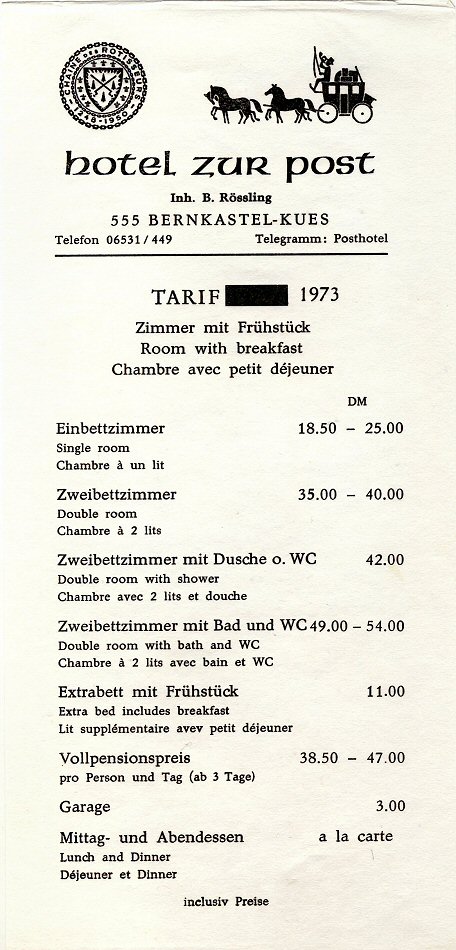 CHAINE DES ROTISSEURS
1248-1950
hotel zur post
Inh. B. Rössling
555 BERNKASTEL-KUES
Telefon 06531/449 Telegramm: Posthotel
TARIF 1973
Zimmer mit Frühstück
Room with breakfast
Chambre avec petit déjeuner
DM
Einbettzimmer 18.50 – 25.00
Single room
Chambre à un lit
Zweibettzimmer 35.00 – 40.00
Double room
Chambre à 2 lits
Zweibettzimmer mit Dusche o. WC 42.00
Double room with shower
Chambre avec 2 lits et douche
Zweibettzimmer mit Bad und WC 49.00 – 54.00
Double room with bath and WC
Chambre à 2 lits avec bain et WC
Extrabett mit Frühstück 11.00
Extra bed includes breakfast
Lit supplémentaire avev petit déjeuner
Vollpensionspreis 38.50 – 47.00
pro Person und Tag (ab 3 Tage)
Garage 3.00
Mittag- und Abendessen a la carte
Lunch and Dinner
Déjeuner et Dinner
inclusiv Preise